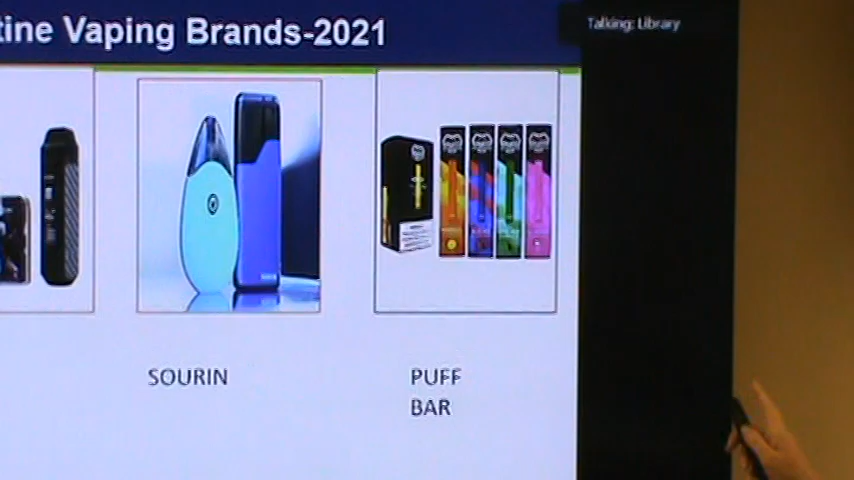 tine Vaping Brands-2021
Talking: Library
SOURIN
PUFF
BAR